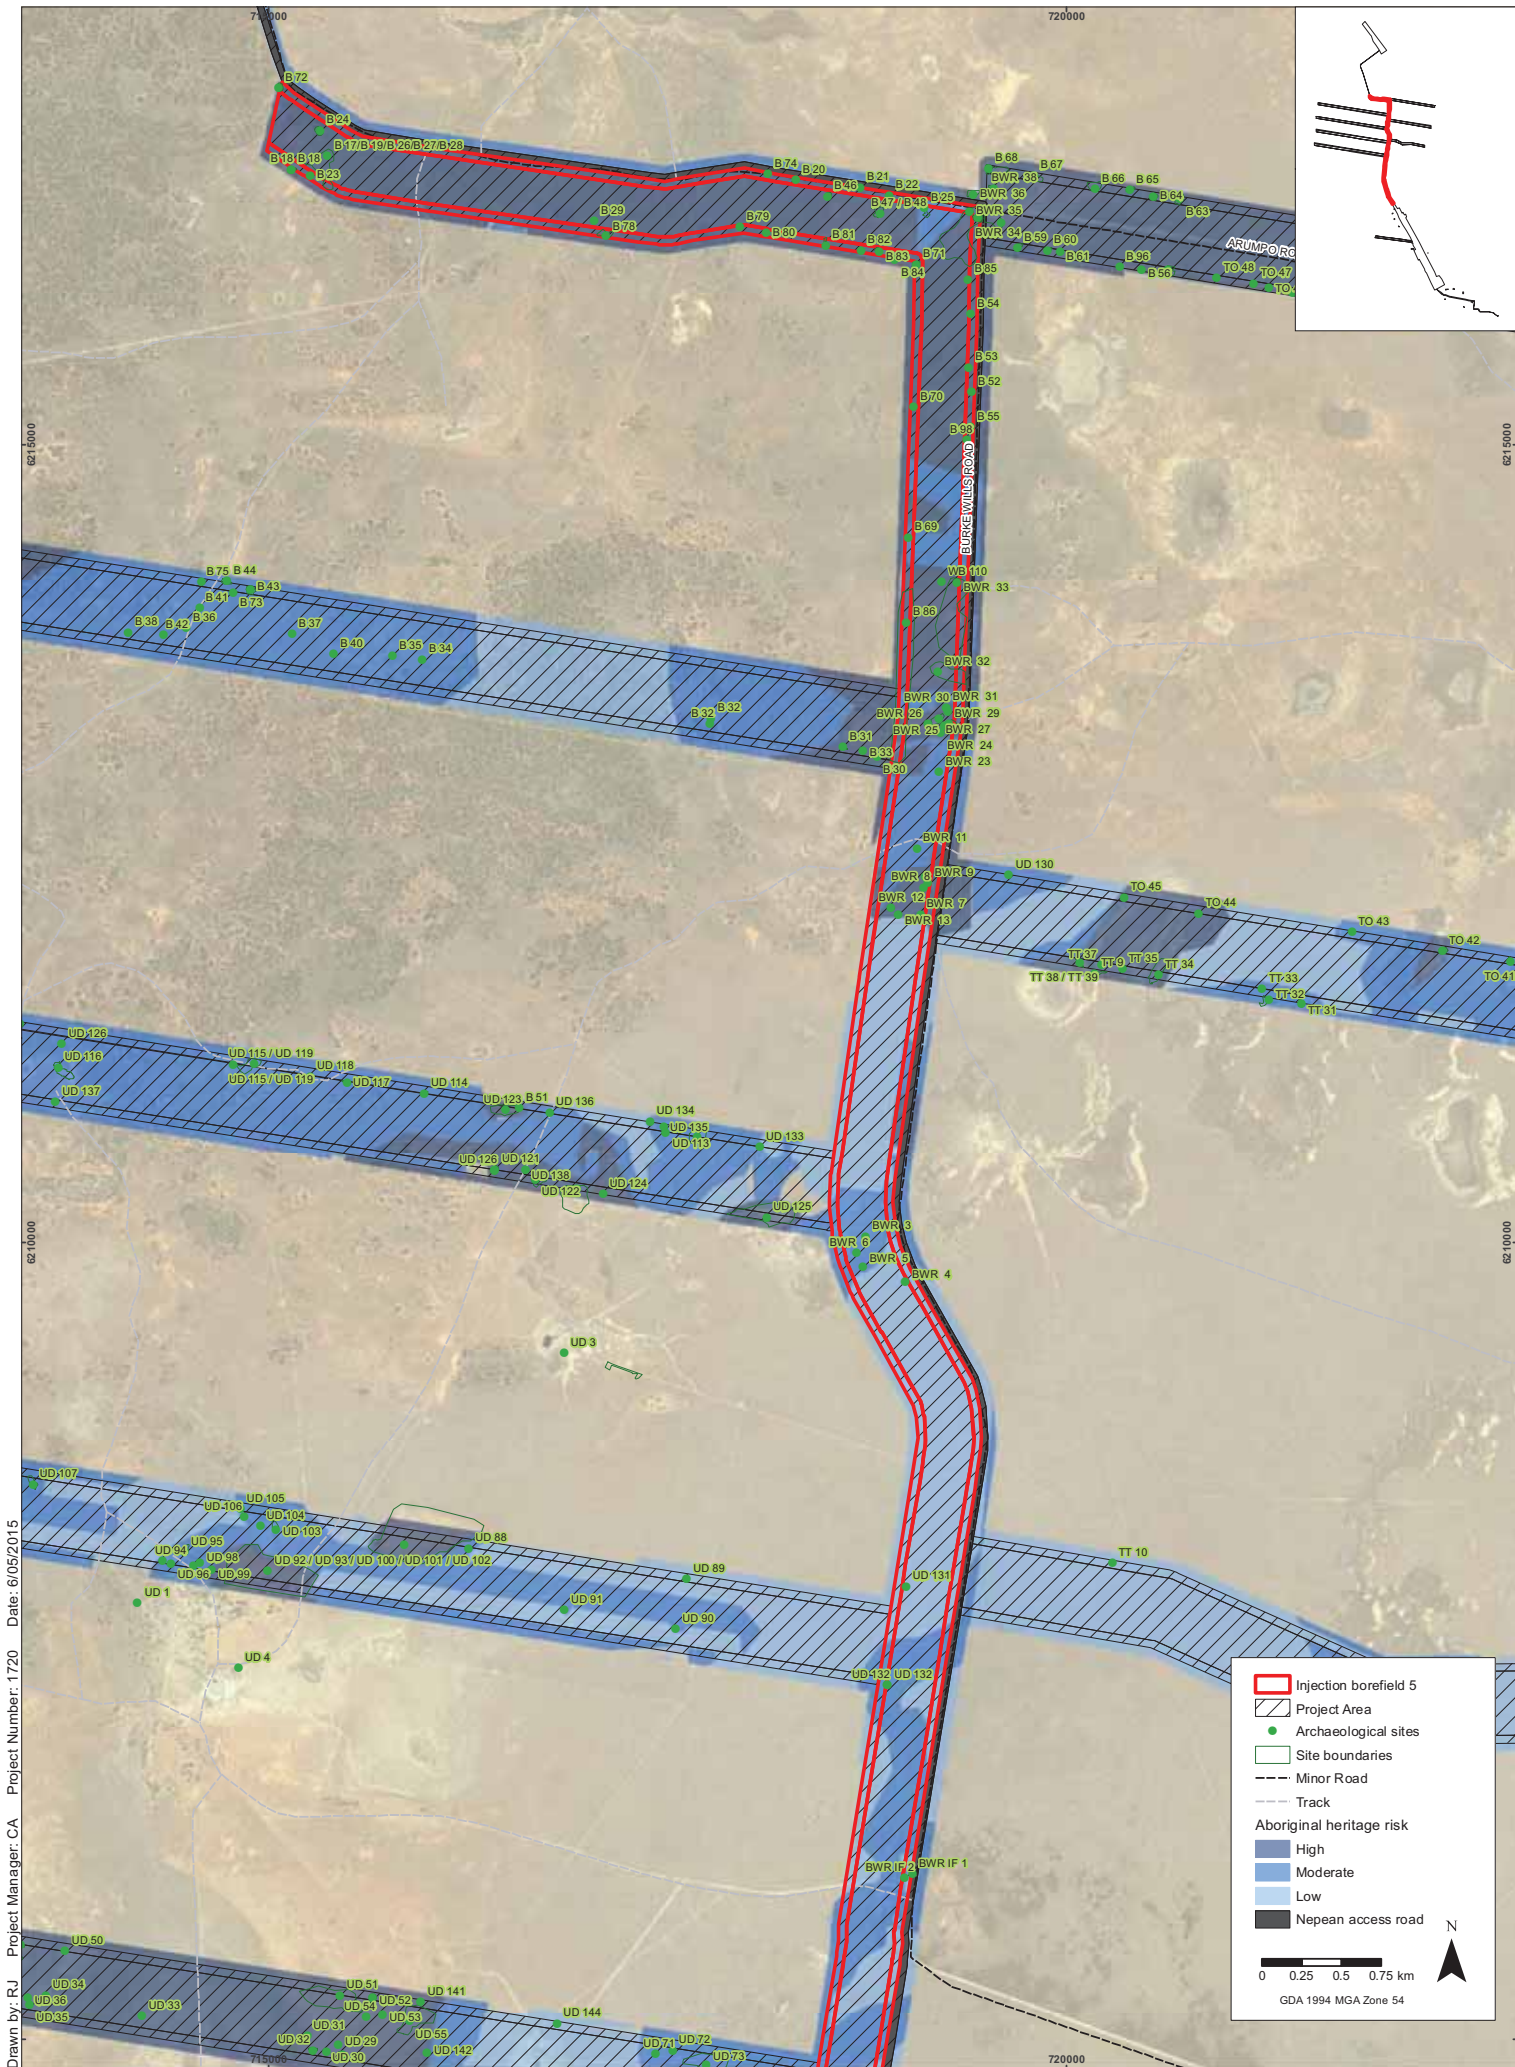 715000
720000
B 72
B 24
B 17/B 19/B 26/B 27/B 28
B 18 B 18
B 23
B 74
B 20
B 46
B 21
B 22
B 47 / B 48
B 25
B 68
B 67
BWR 38
B 66
B 65
BWR 36
B 64
B 63
BWR 35
BWR 34
B 29
B 78
B 79
B 80
B 81
B 82
B 83
B 71
B 84
B 59
B 60
B 61
B 96
B 56
ARUMPO RO
TO 48
TO 47
B 85
B 54
B 53
B 52
B 70
B 55
B 98
6215000
6215000
BURKE WILLS ROAD
B 69
WB 110
BWR 33
B 75
B 44
B 43
B 41
B 73
B 36
B 38
B 42
B 37
B 40
B 35
B 34
B 86
BWR 32
BWR 30
BWR 31
BWR 26
BWR 29
BWR 25
BWR 27
B 32
B 32
BWR 24
B 31
B 33
B 30
BWR 23
BWR 11
BWR 8
BWR 9
BWR 12
BWR 7
BWR 13
UD 130
TO 45
TO 44
TO 43
TO 42
TO 41
TT 37
TT 9
TT 35
TT 34
TT 38 / TT 39
TT 33
TT 32
TT 31
UD 126
UD 116
UD 137
UD 115 / UD 119
UD 115 / UD 119
UD 118
UD 117
UD 114
UD 123
B 51
UD 136
UD 134
UD 135
UD 113
UD 133
UD 126
UD 121
UD 138
UD 122
UD 124
UD 125
6210000
6210000
BWR 3
BWR 6
BWR 5
BWR 4
UD 3
UD 107
UD 106
UD 105
UD 104
UD 103
UD 88
UD 95
UD 94
UD 98
UD 96
UD 99
UD 92 / UD 93 / UD 100 / UD 101 / UD 102
UD 89
UD 1
UD 91
UD 90
UD 131
TT 10
UD 4
UD 132 UD 132
BWR IF 2
BWR IF 1
UD 50
UD 34
UD 36
UD 35
UD 33
UD 51
UD 54
UD 52
UD 141
UD 53
UD 31
UD 55
UD 32
UD 29
UD 30
UD 142
UD 144
UD 71
UD 72
UD 73
715000
720000
Injection borefield 5
Project Area
Archaeological sites
Site boundaries
Minor Road
Track
Aboriginal heritage risk
High
Moderate
Low
Nepean access road
N
0 0.25 0.5 0.75 km
GDA 1994 MGA Zone 54
Drawn by: RJ Project Manager: CA Project Number: 1720 Date: 6/05/2015